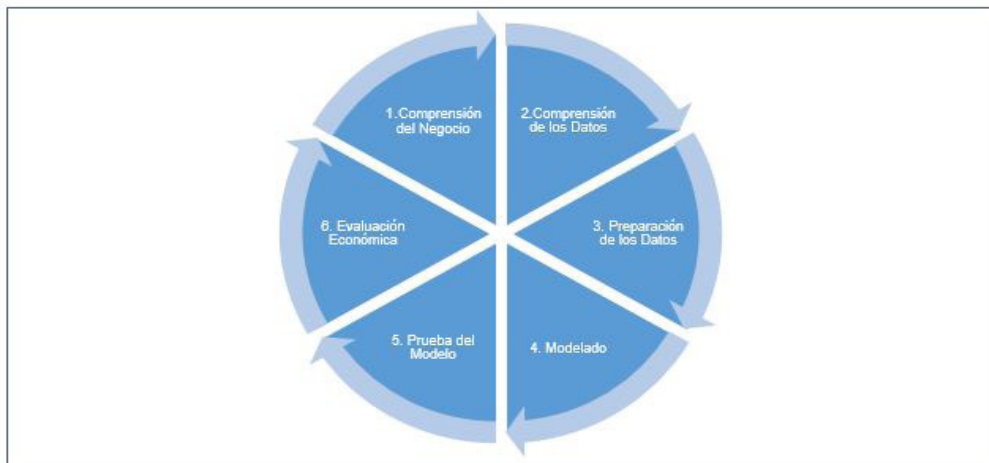 1.Comprensión
del Negocio
2.Comprensión
de los Datos
3. Preparación
de los Datos
4. Modelado
5. Prueba del
Modelo
6. Evaluación
Económica